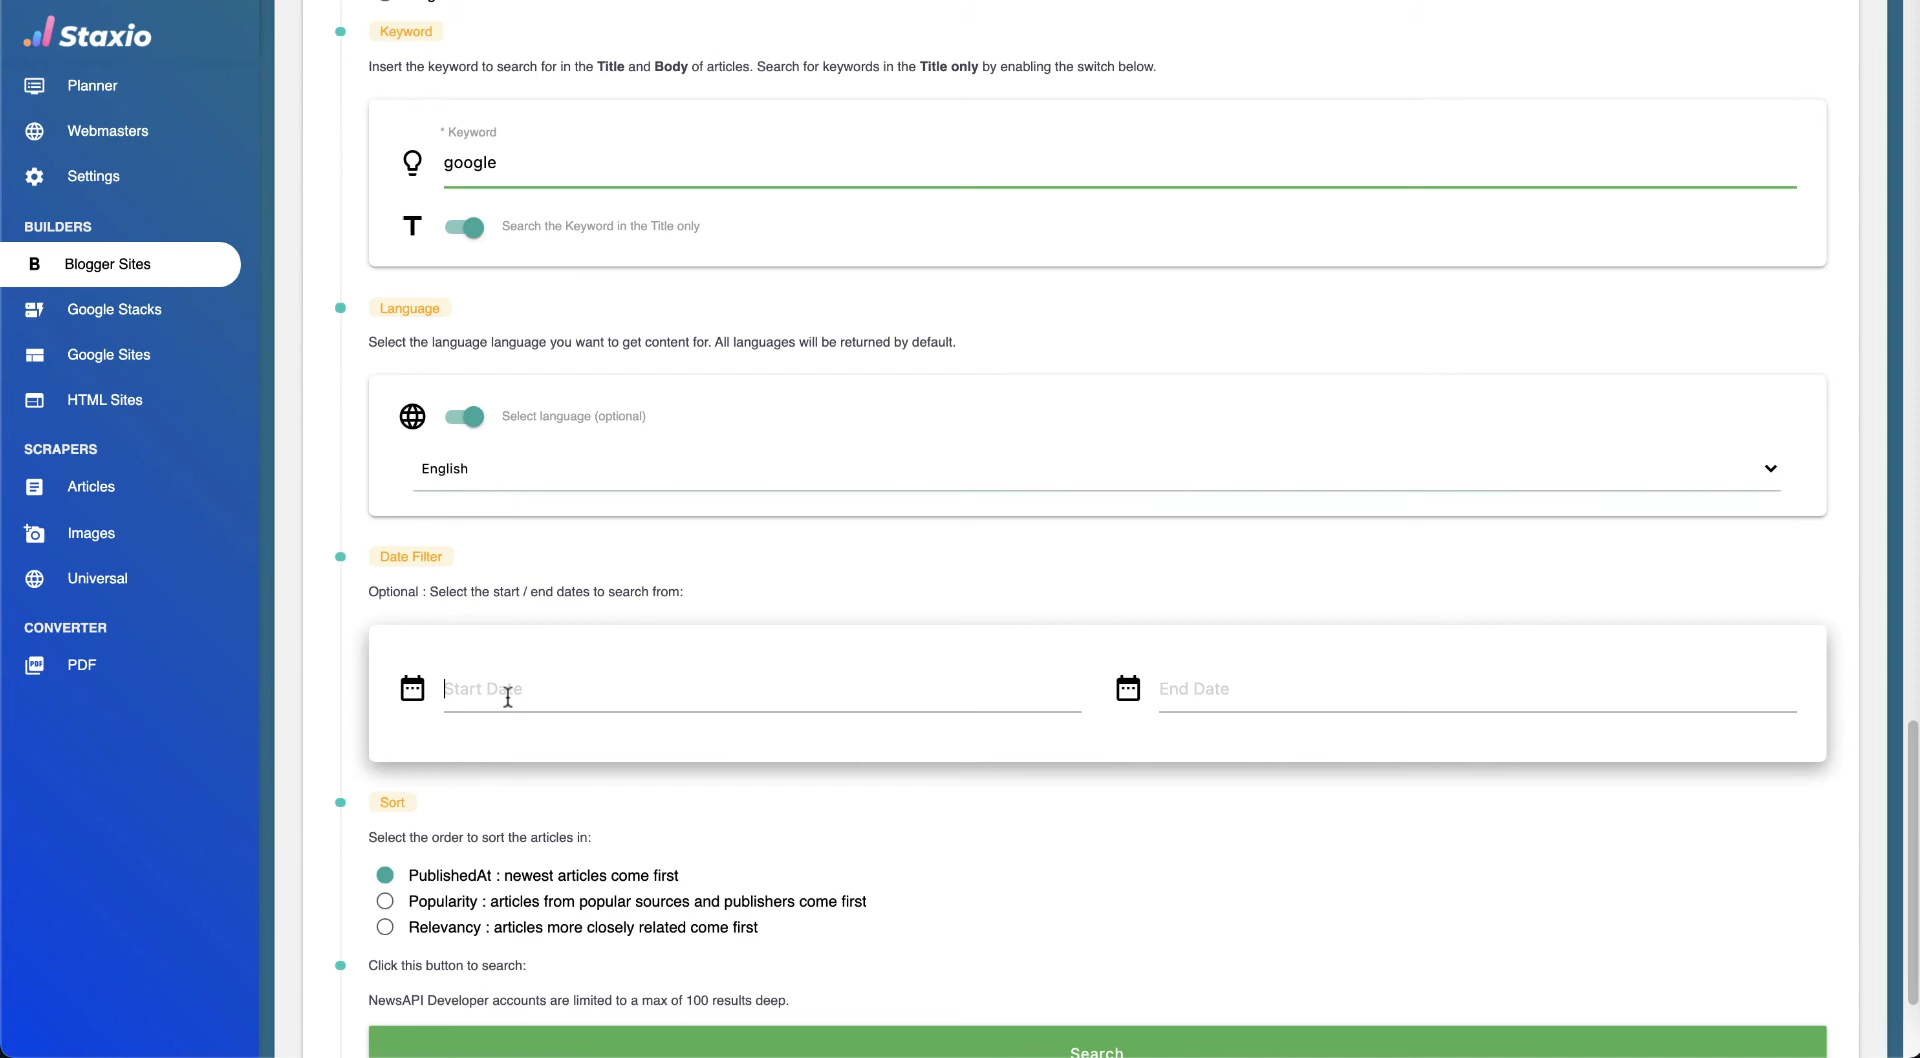 Staxio
Planner
Webmasters
Settings
BUILDERS
B Blogger Sites
Google Stacks
Google Sites
HTML Sites
SCRAPERS
Articles
Images
Universal
CONVERTER
PDF
PDF
Keyword
Insert the keyword to search for in the Title and Body of articles. Search for keywords in the Title only by enabling the switch below.
* Keyword
google
T Search the Keyword in the Title only
Language
Select the language language you want to get content for. All languages will be returned by default.
Select language (optional)
English
Date Filter
Optional : Select the start / end dates to search from:
Start Date
End Date
Sort
Select the order to sort the articles in:
PublishedAt : newest articles come first
Popularity : articles from popular sources and publishers come first
Relevancy : articles more closely related come first
Click this button to search:
NewsAPI Developer accounts are limited to a max of 100 results deep.
Search